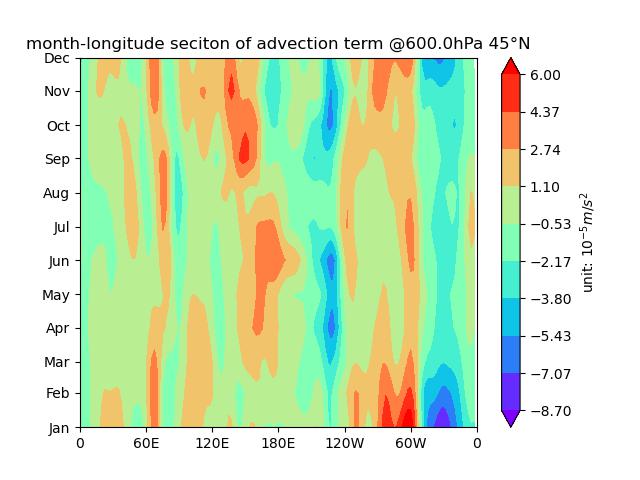 month-longitude seciton of advection term @600.0hPa 45°N
Dec
Nov
Oct
Sep
Aug
Jul
Jun
May
Apr
Mar
Feb
Jan
0 60E 120E 180E 120W 60W 0
6.00
4.37
2.74
1.10
−0.53
−2.17
−3.80
−5.43
−7.07
−8.70
unit: 10⁻⁵m/s²